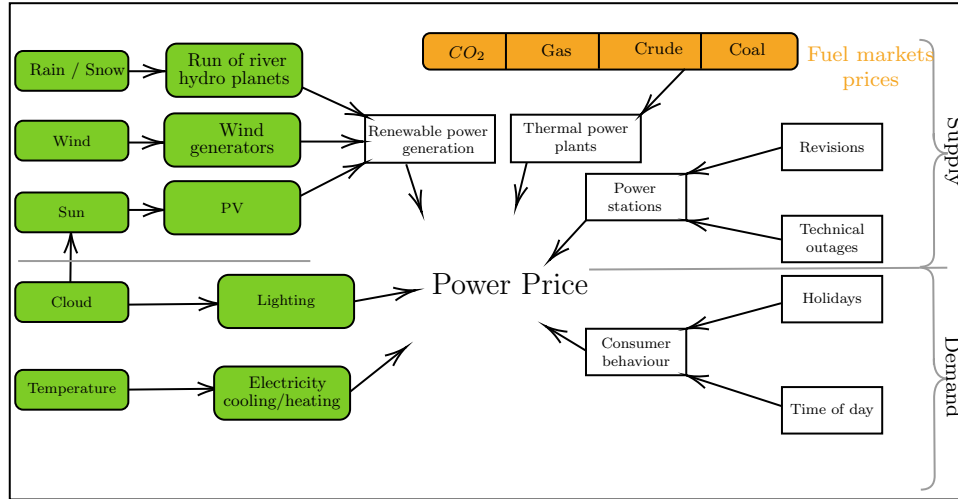 Rain / Snow
Run of river
hydro planets
CO2
Gas
Crude
Coal
Fuel markets
prices
Wind
Wind
generators
Renewable power
generation
Thermal power
plants
Revisions
Supply
Sun
PV
Power
stations
Technical
outages
Cloud
Lighting
Power Price
Holidays
Consumer
behaviour
Demand
Temperature
Electricity
cooling/heating
Time of day